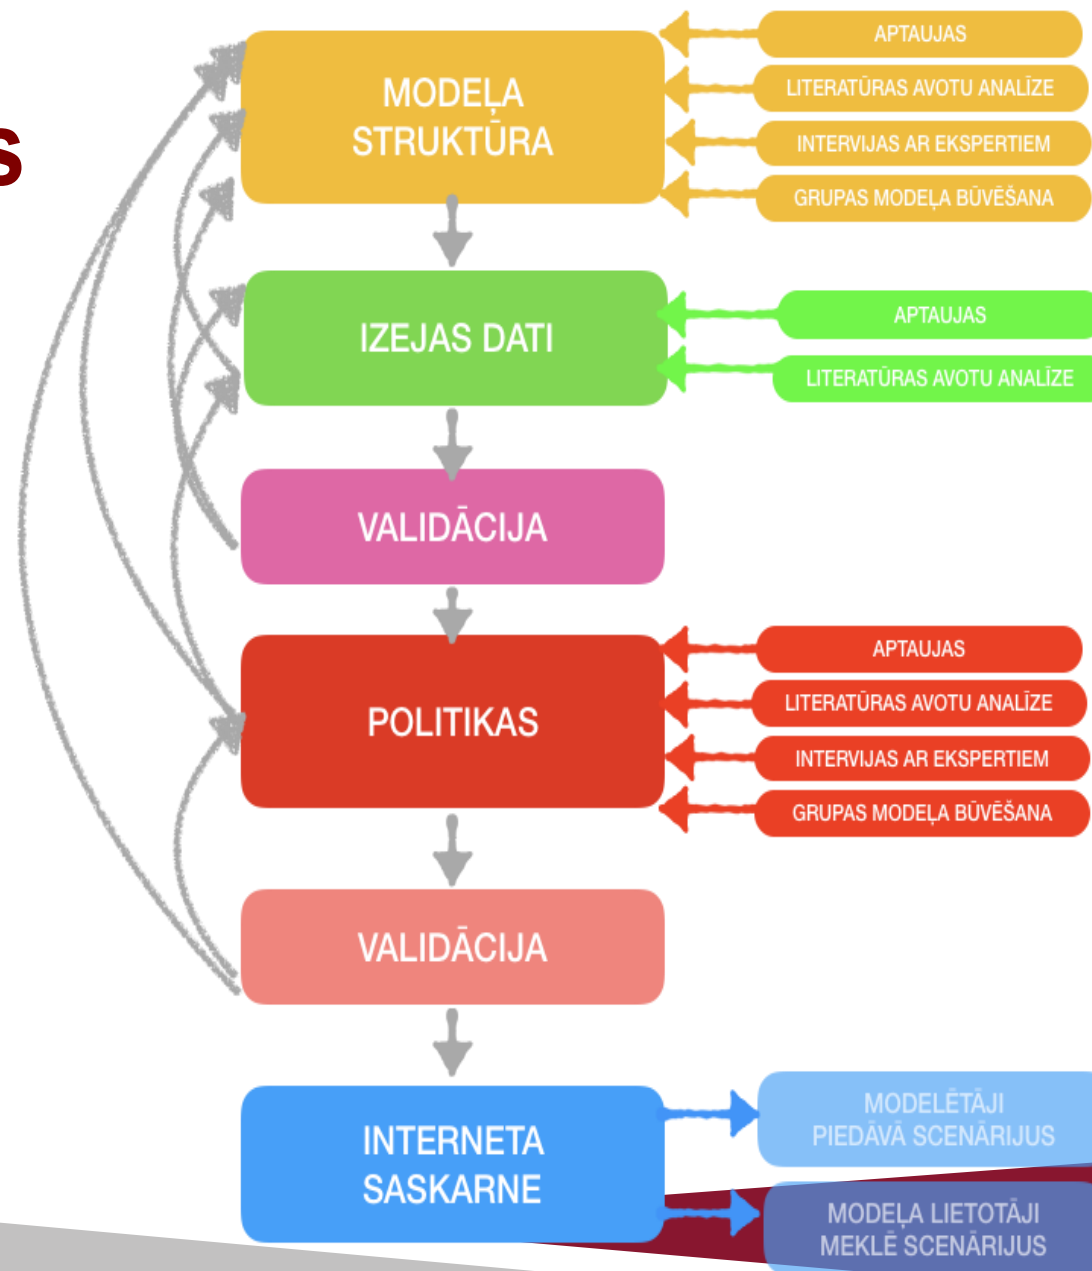 S
MODEĻA
STRUKTŪRA
APTAUJAS
LITERATŪRAS AVOTU ANALĪZE
INTERVIJAS AR EKSPERTIEM
GRUPAS MODEĻA BŪVĒŠANA
IZEJAS DATI
APTAUJAS
LITERATŪRAS AVOTU ANALĪZE
VALIDĀCIJA
POLITIKAS
APTAUJAS
LITERATŪRAS AVOTU ANALĪZE
INTERVIJAS AR EKSPERTIEM
GRUPAS MODEĻA BŪVĒŠANA
VALIDĀCIJA
INTERNETA
SASKARNE
MODELĒTĀJI
PIEDĀVĀ SCENĀRIJUS
MODEĻA LIETOTĀJI
MEKLĒ SCENĀRIJUS